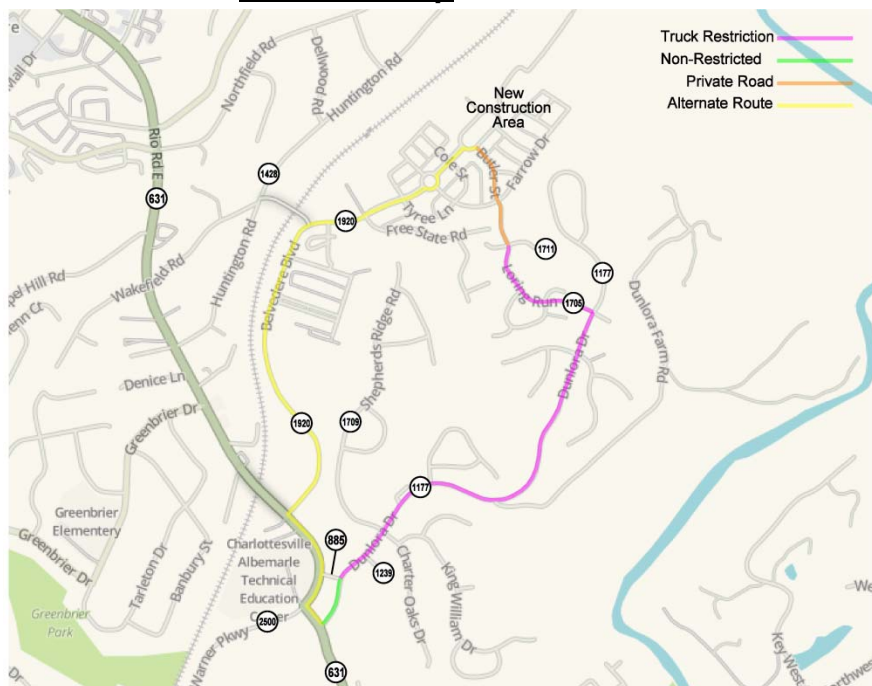 Truck Restriction
Non-Restricted
Private Road
Alternate Route
New
Construction
Area
Mall Dr
Northfield Rd
Dellwood Rd
Huntington Rd
Rio Rd E
631
1428
Cole St
Butler St
Farrow Dr
1920
Tyree Ln
Free State Rd
1711
1177
Loring Run
1705
Dunlora Farm Rd
Huntington Rd
Wakefield Rd
Belvedere Blvd
Shepherds Ridge Rd
Dunlora Dr
Denice Ln
Greenbrier Dr
1920
1709
1177
Greenbrier
Elementery
Greenbrier Dr
Tarleton Dr
Banbury St
Greenbrier
Park
885
Dunlora Dr
Charlottesville
Albemarle
Technical
Education
1239
Charter Oaks Dr
King William Dr
2500
Warner Pkwy
631
Key West